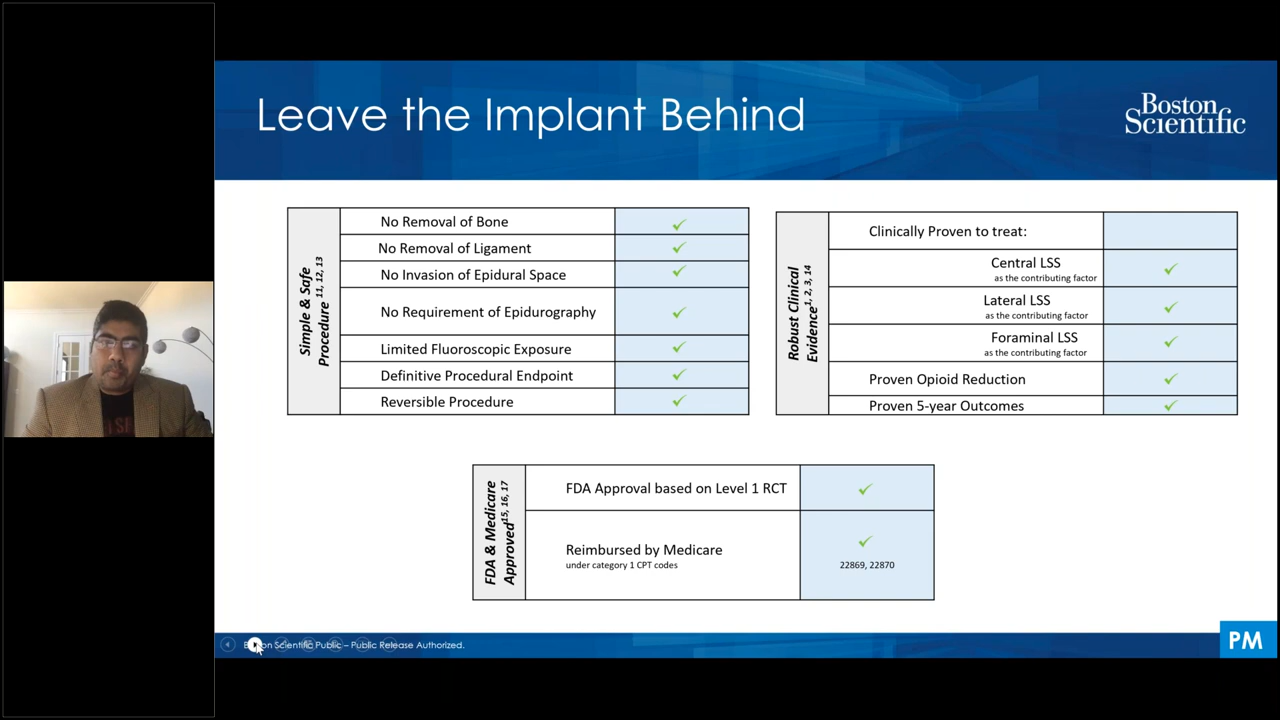 Leave the Implant Behind
Boston
Scientific
Simple & Safe
Procedure 11, 12, 13
No Removal of Bone
No Removal of Ligament
No Invasion of Epidural Space
No Requirement of Epidurography
Limited Fluoroscopic Exposure
Definitive Procedural Endpoint
Reversible Procedure
Robust Clinical
Evidence1, 2, 3, 14
Clinically Proven to treat:
Central LSS
as the contributing factor
Lateral LSS
as the contributing factor
Foraminal LSS
as the contributing factor
Proven Opioid Reduction
Proven 5-year Outcomes
FDA & Medicare
Approved15, 16, 17
FDA Approval based on Level 1 RCT
Reimbursed by Medicare
under category 1 CPT codes
22869, 22870
Scientific Public – Public Release Authorized.
PM